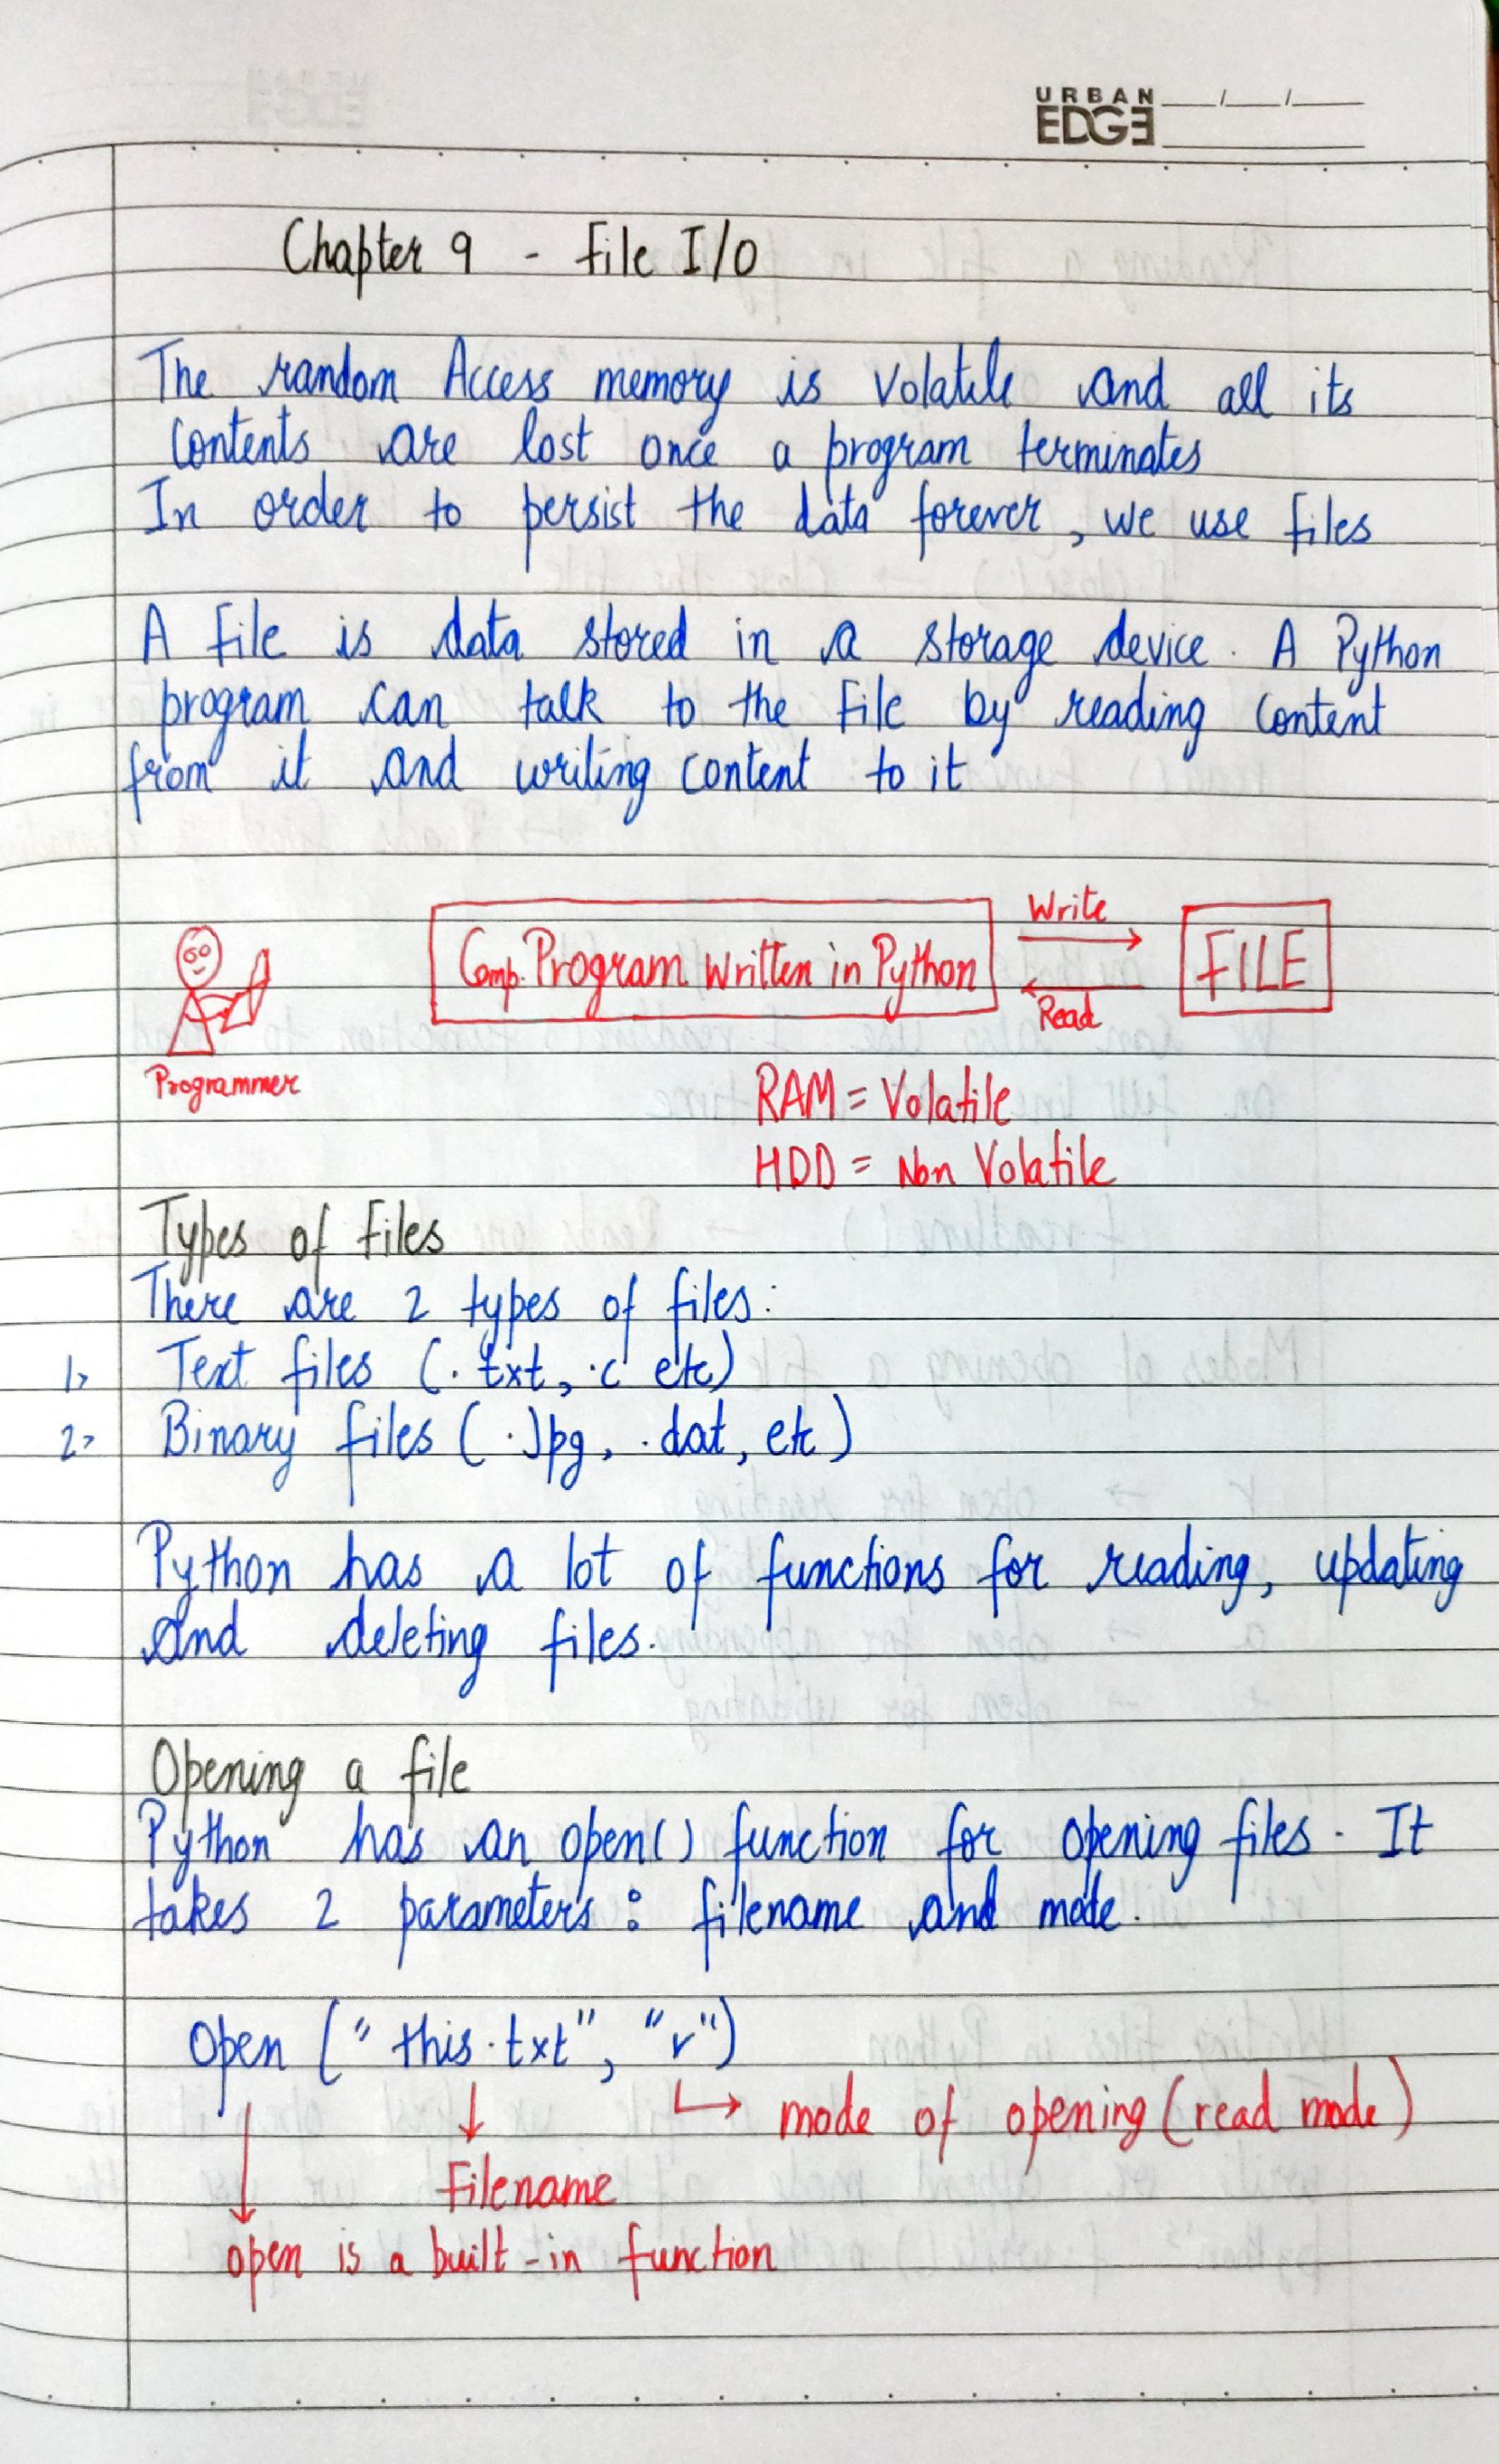 URBAN
EDGE
Chapter 9 - File I/O
The random Access memory is Volatile and all its
Contents are lost once a program terminates
In order to persist the data forever, we use files
A file is data stored in a storage device. A Python
program can talk to the file by reading content
from it and writing content to it
Comp. Program Written in Python
Write
Read
FILE
Programmer
RAM = Volatile
HDD = Non Volatile
Types of Files
There are 2 types of files:
1> Text files (.txt, .c etc)
2> Binary files (.Jpg, .dat, etc)
Python has a lot of functions for reading, updating
and deleting files.
Opening a file
Python has an open() function for opening files. It
takes 2 parameters: filename and mode.
Open ("this.txt", "r")
mode of opening (read mode)
Filename
open is a built-in function